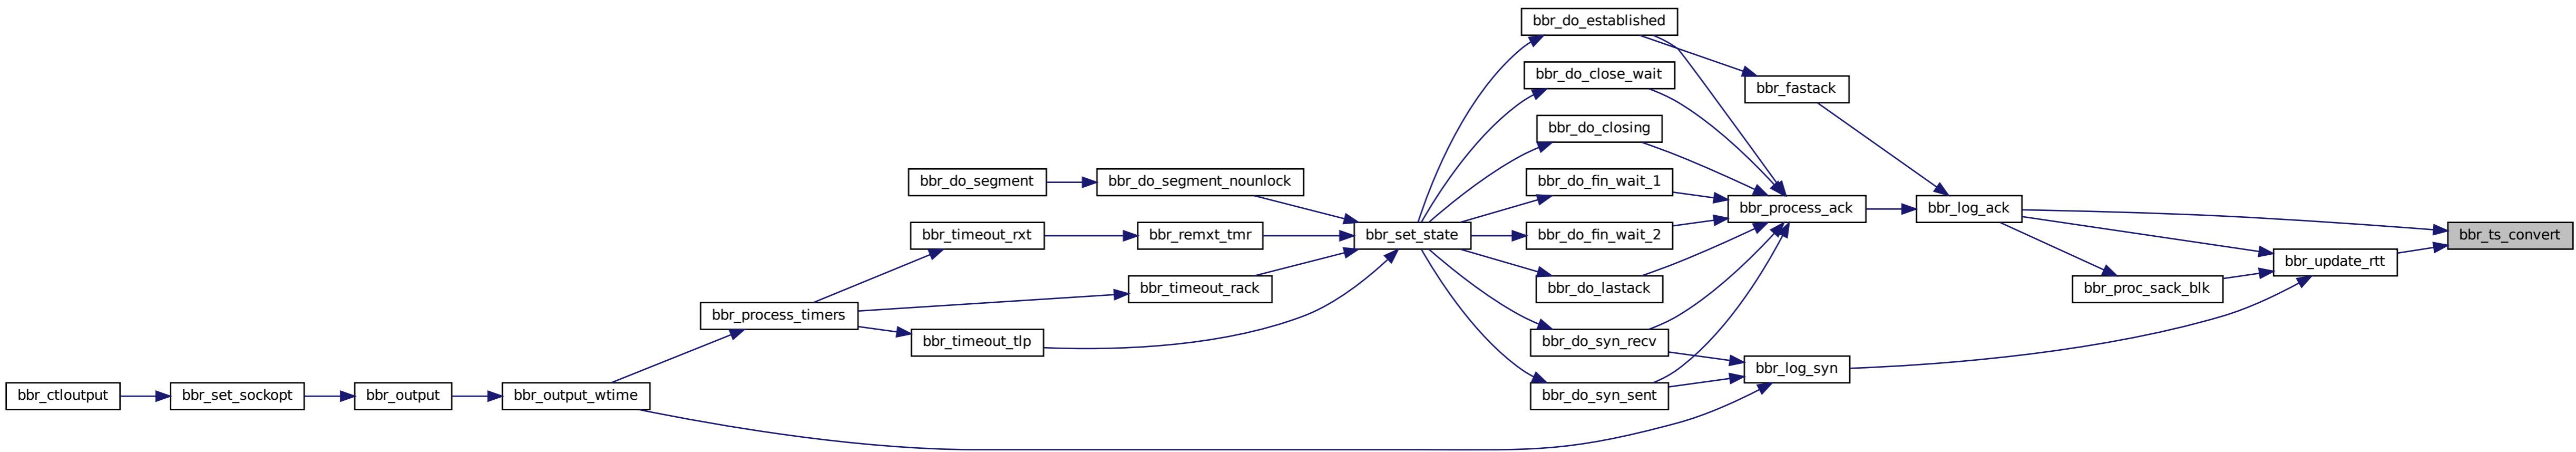 bbr_do_established
bbr_do_close_wait
bbr_fastack
bbr_do_closing
bbr_do_segment
bbr_do_segment_nounlock
bbr_do_fin_wait_1
bbr_process_ack
bbr_log_ack
bbr_timeout_rxt
bbr_remxt_tmr
bbr_set_state
bbr_do_fin_wait_2
bbr_ts_convert
bbr_update_rtt
bbr_timeout_rack
bbr_do_lastack
bbr_proc_sack_blk
bbr_process_timers
bbr_timeout_tlp
bbr_do_syn_recv
bbr_log_syn
bbr_ctloutput
bbr_set_sockopt
bbr_output
bbr_output_wtime
bbr_do_syn_sent